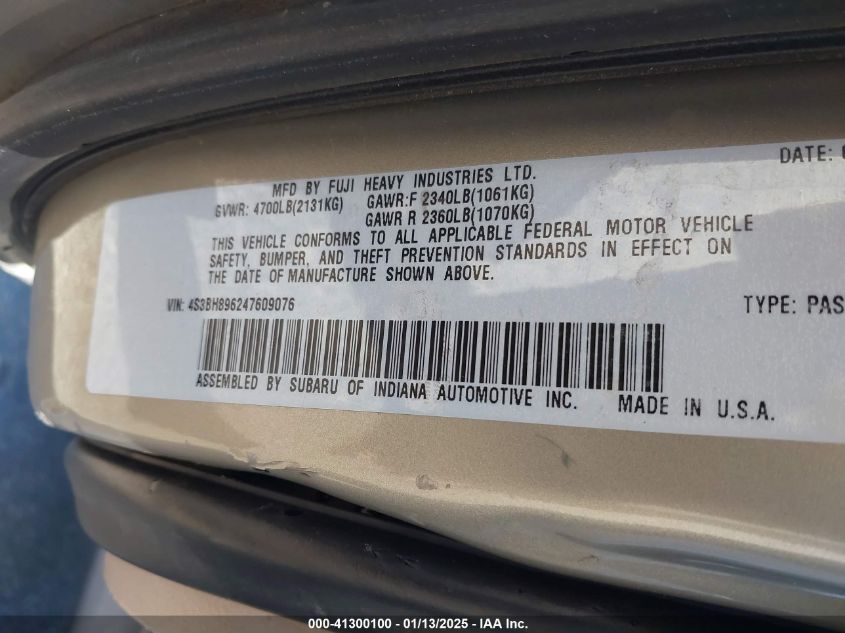 DATE: 
MFD BY FUJI HEAVY INDUSTRIES LTD.
GVWR: 4700LB(2131KG) GAWR:F 2340LB(1061KG)
GAWR R 2360LB(1070KG)
THIS VEHICLE CONFORMS TO ALL APPLICABLE FEDERAL MOTOR VEHICLE
SAFETY, BUMPER, AND THEFT PREVENTION STANDARDS IN EFFECT ON
THE DATE OF MANUFACTURE SHOWN ABOVE.
VIN: 4S3BH896247609076 TYPE: PAS
ASSEMBLED BY SUBARU OF INDIANA AUTOMOTIVE INC. MADE IN U.S.A.
000-41300100 - 01/13/2025 - IAA Inc.